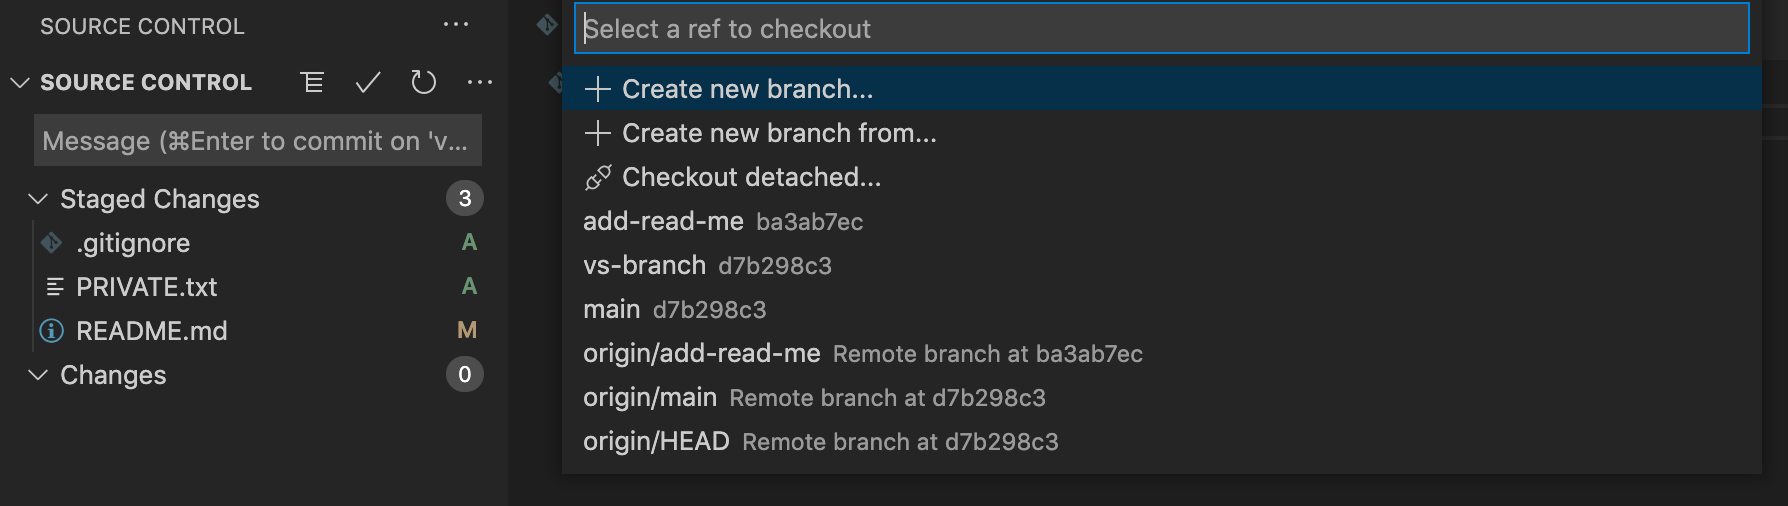 SOURCE CONTROL
SOURCE CONTROL
Message (⌘Enter to commit on 'v...
Staged Changes 3
.gitignore A
PRIVATE.txt A
README.md M
Changes 0
Select a ref to checkout
Create new branch...
Create new branch from...
Checkout detached...
add-read-me ba3ab7ec
vs-branch d7b298c3
main d7b298c3
origin/add-read-me Remote branch at ba3ab7ec
origin/main Remote branch at d7b298c3
origin/HEAD Remote branch at d7b298c3